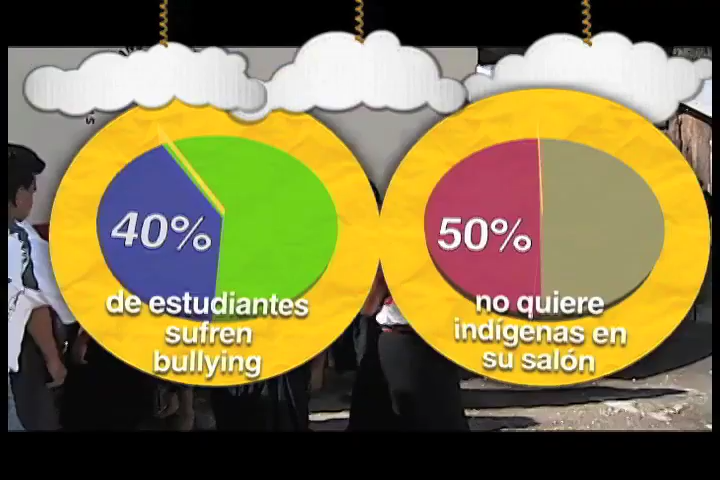 40%
de estudiantes
sufren
bullying
50%
no quiere
indígenas en
su salón